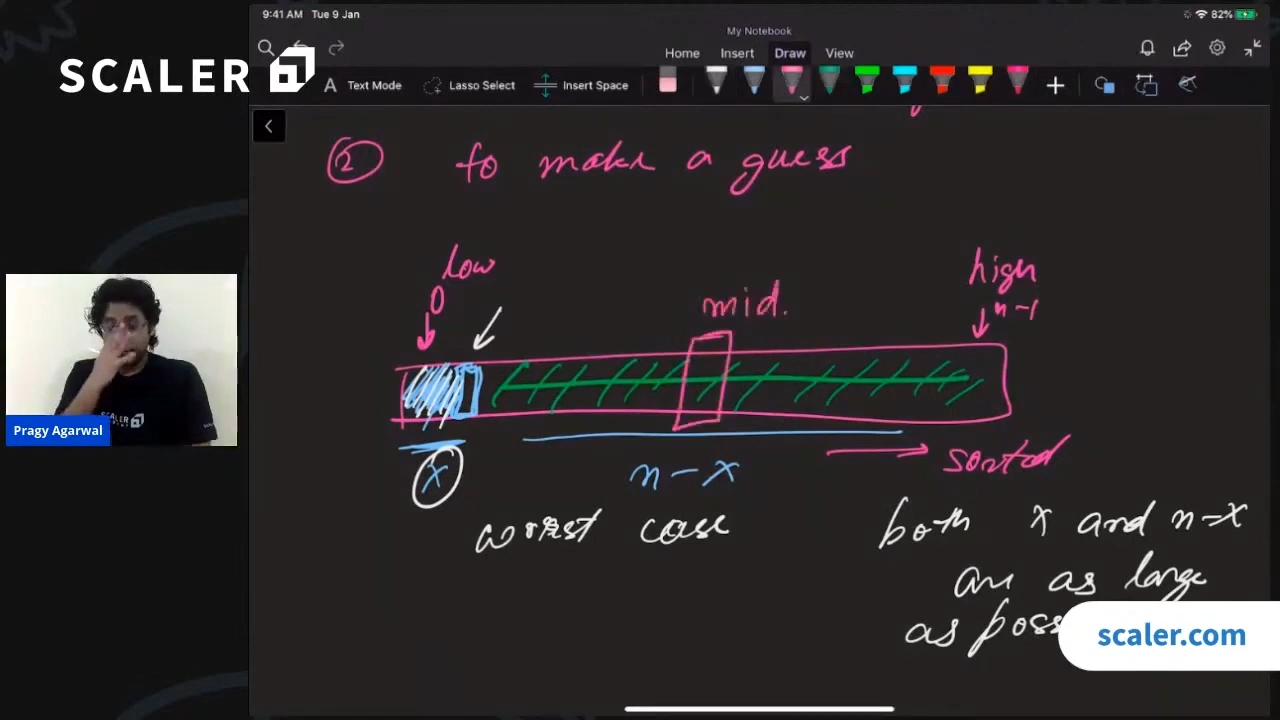 9:41 AM Tue 9 Jan
82%
My Notebook
Home Insert Draw View
SCALER
Text Mode Lasso Select Insert Space
② to make a guess
low
0
high
n-1
mid.
x
n-x
sorted
worst case
both x and n-x
are as large
as poss
SCALER
Pragy Agarwal
scaler.com